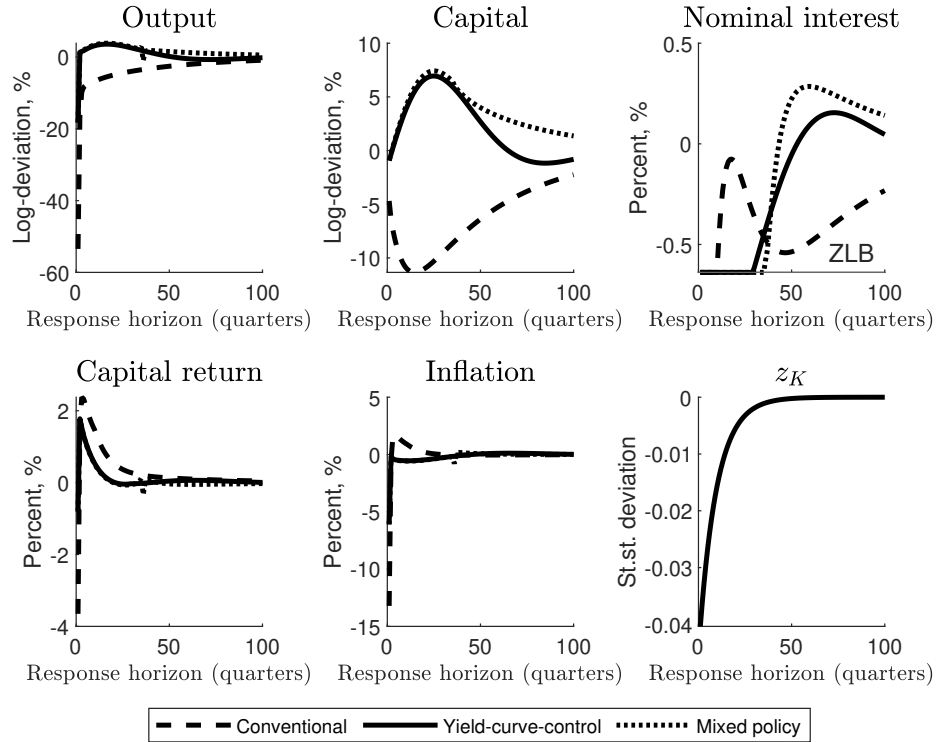 Output Capital Nominal interest
Log-deviation, %
0
-20
-40
-60
0 50 100
Response horizon (quarters)
Log-deviation, %
10
5
0
-5
-10
0 50 100
Response horizon (quarters)
Percent, %
0.5
0
-0.5
ZLB
0 50 100
Response horizon (quarters)
Capital return Inflation z_K
Percent, %
2
0
-2
-4
0 50 100
Response horizon (quarters)
Percent, %
5
0
-5
-10
-15
0 50 100
Response horizon (quarters)
St.st. deviation
0
-0.01
-0.02
-0.03
-0.04
0 50 100
Response horizon (quarters)
Conventional Yield-curve-control Mixed policy